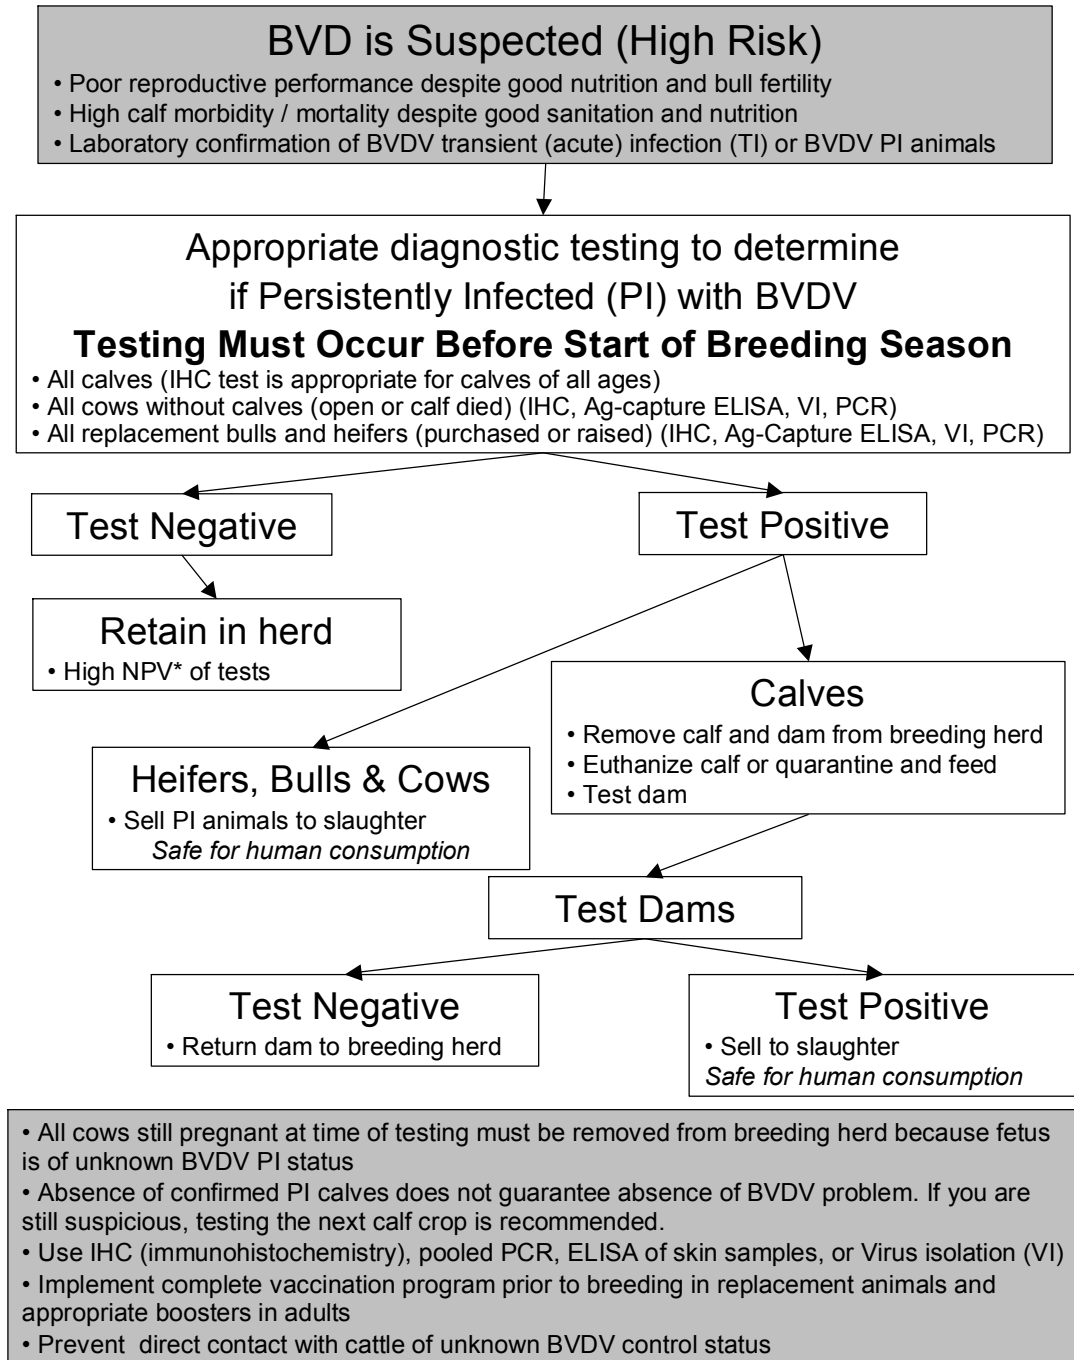 BVD is Suspected (High Risk)
• Poor reproductive performance despite good nutrition and bull fertility
• High calf morbidity / mortality despite good sanitation and nutrition
• Laboratory confirmation of BVDV transient (acute) infection (TI) or BVDV PI animals
Appropriate diagnostic testing to determine
if Persistently Infected (PI) with BVDV
Testing Must Occur Before Start of Breeding Season
• All calves (IHC test is appropriate for calves of all ages)
• All cows without calves (open or calf died) (IHC, Ag-capture ELISA, VI, PCR)
• All replacement bulls and heifers (purchased or raised) (IHC, Ag-Capture ELISA, VI, PCR)
Test Negative
Test Positive
Retain in herd
• High NPV* of tests
Calves
• Remove calf and dam from breeding herd
• Euthanize calf or quarantine and feed
• Test dam
Heifers, Bulls & Cows
• Sell PI animals to slaughter
Safe for human consumption
Test Dams
Test Negative
• Return dam to breeding herd
Test Positive
• Sell to slaughter
Safe for human consumption
• All cows still pregnant at time of testing must be removed from breeding herd because fetus
is of unknown BVDV PI status
• Absence of confirmed PI calves does not guarantee absence of BVDV problem. If you are
still suspicious, testing the next calf crop is recommended.
• Use IHC (immunohistochemistry), pooled PCR, ELISA of skin samples, or Virus isolation (VI)
• Implement complete vaccination program prior to breeding in replacement animals and
appropriate boosters in adults
• Prevent direct contact with cattle of unknown BVDV control status